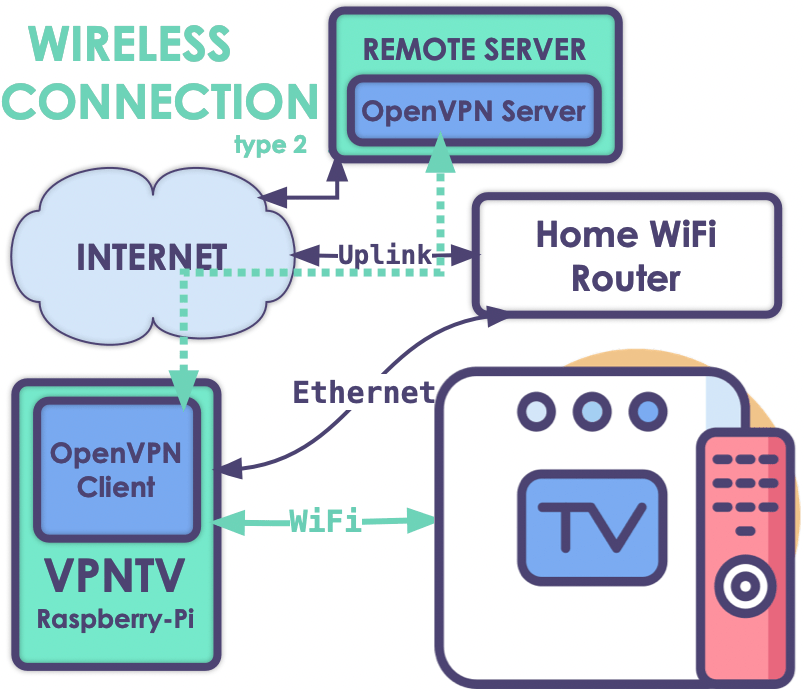 WIRELESS
CONNECTION
type 2
REMOTE SERVER
OpenVPN Server
INTERNET
Uplink
Home WiFi
Router
Ethernet
OpenVPN
Client
WiFi
VPNTV
Raspberry-Pi
TV